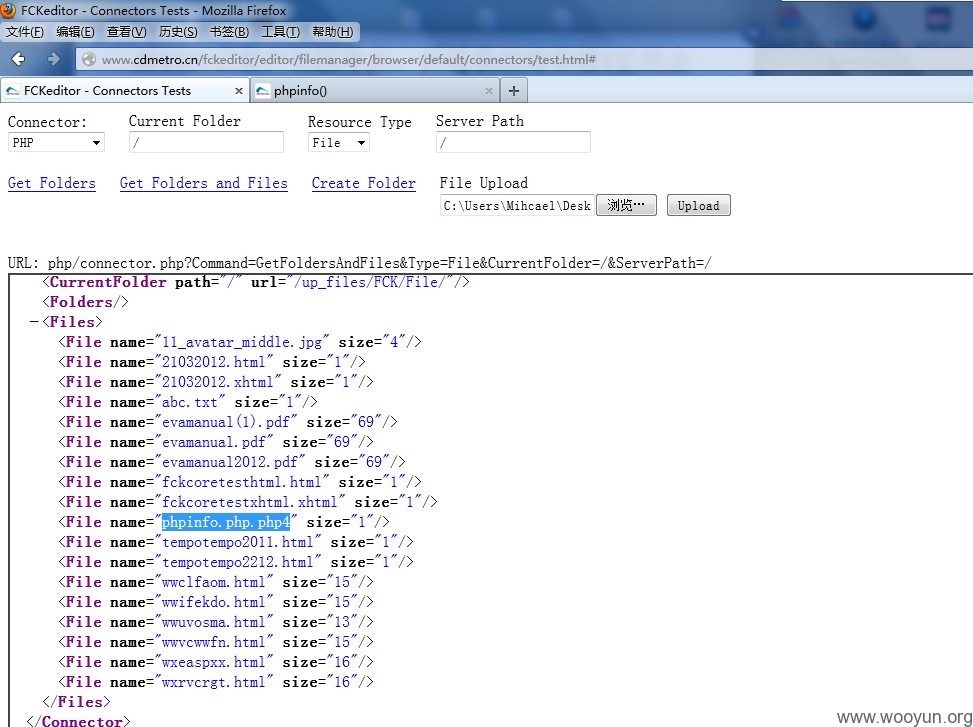 FCKeditor - Connectors Tests - Mozilla Firefox
文件(F) 编辑(E) 查看(V) 历史(S) 书签(B) 工具(T) 帮助(H)
www.cdmetro.cn/fckeditor/editor/filemanager/browser/default/connectors/test.html#
FCKeditor - Connectors Tests × phpinfo() × +
Connector: Current Folder Resource Type Server Path
PHP / File /
Get Folders Get Folders and Files Create Folder File Upload
C:\Users\Mihcael\Desk 浏览… Upload
URL: php/connector.php?Command=GetFoldersAndFiles&Type=File&CurrentFolder=/&ServerPath=/
<CurrentFolder path="/" url="/up_files/FCK/File/"/>
<Folders/>
−<Files>
<File name="11_avatar_middle.jpg" size="4"/>
<File name="21032012.html" size="1"/>
<File name="21032012.xhtml" size="1"/>
<File name="abc.txt" size="1"/>
<File name="evamanual(1).pdf" size="69"/>
<File name="evamanual.pdf" size="69"/>
<File name="evamanual2012.pdf" size="69"/>
<File name="fckcoretesthtml.html" size="1"/>
<File name="fckcoretestxhtml.xhtml" size="1"/>
<File name="phpinfo.php.php4" size="1"/>
<File name="tempotempo2011.html" size="1"/>
<File name="tempotempo2212.html" size="1"/>
<File name="wwclfaom.html" size="15"/>
<File name="wwifekdo.html" size="15"/>
<File name="wwuvosma.html" size="13"/>
<File name="wwvcwwfn.html" size="15"/>
<File name="wxeaspxx.html" size="16"/>
<File name="wxrvcrgt.html" size="16"/>
</Files>
</Connector>
www.wooyun.org